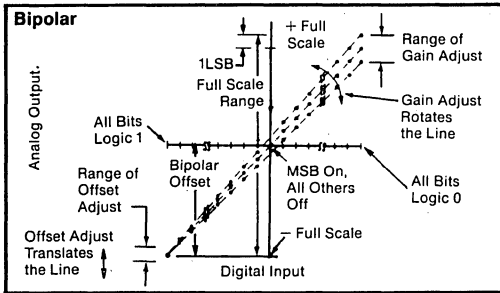 Bipolar
+ Full
Scale
1LSB
Full Scale
Range
Range of
Gain Adjust
Analog Output.
All Bits
Logic 1
Gain Adjust
Rotates
the Line
Bipolar
Offset
MSB On,
All Others
Off
All Bits
Logic 0
Range of
Offset
Adjust
Offset Adjust
Translates
the Line
− Full Scale
Digital Input